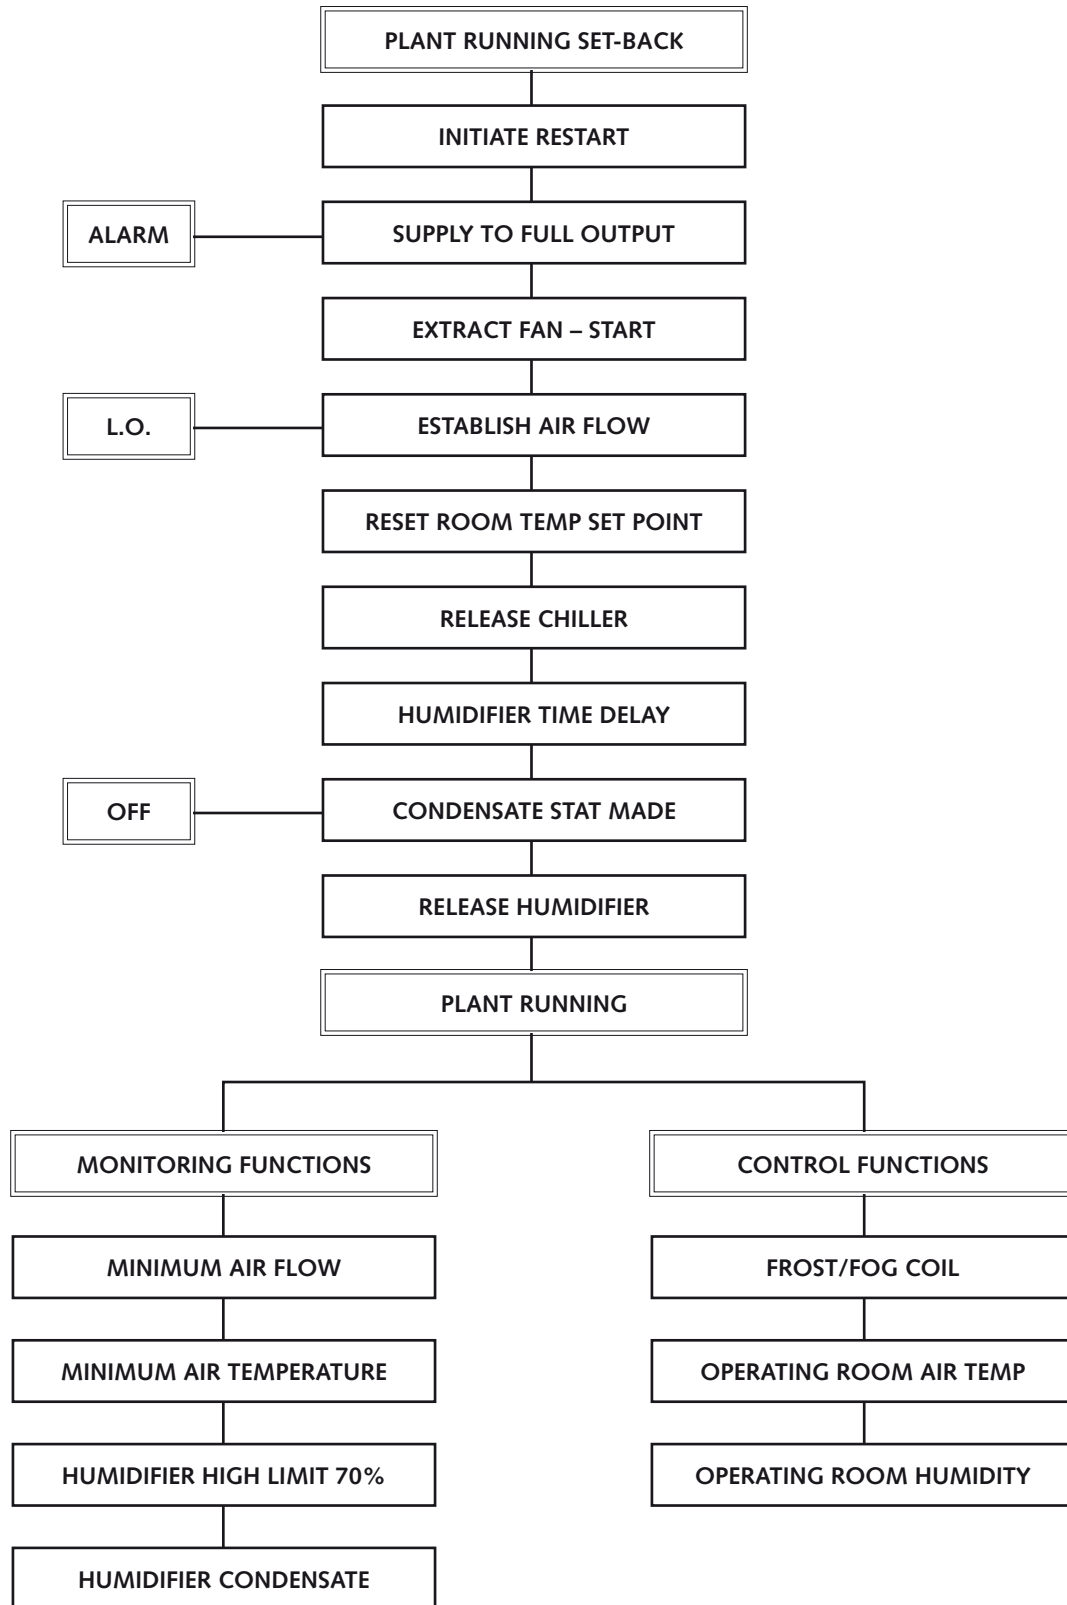 PLANT RUNNING SET-BACK
INITIATE RESTART
ALARM
SUPPLY TO FULL OUTPUT
EXTRACT FAN – START
L.O.
ESTABLISH AIR FLOW
RESET ROOM TEMP SET POINT
RELEASE CHILLER
HUMIDIFIER TIME DELAY
OFF
CONDENSATE STAT MADE
RELEASE HUMIDIFIER
PLANT RUNNING
MONITORING FUNCTIONS
MINIMUM AIR FLOW
MINIMUM AIR TEMPERATURE
HUMIDIFIER HIGH LIMIT 70%
HUMIDIFIER CONDENSATE
CONTROL FUNCTIONS
FROST/FOG COIL
OPERATING ROOM AIR TEMP
OPERATING ROOM HUMIDITY